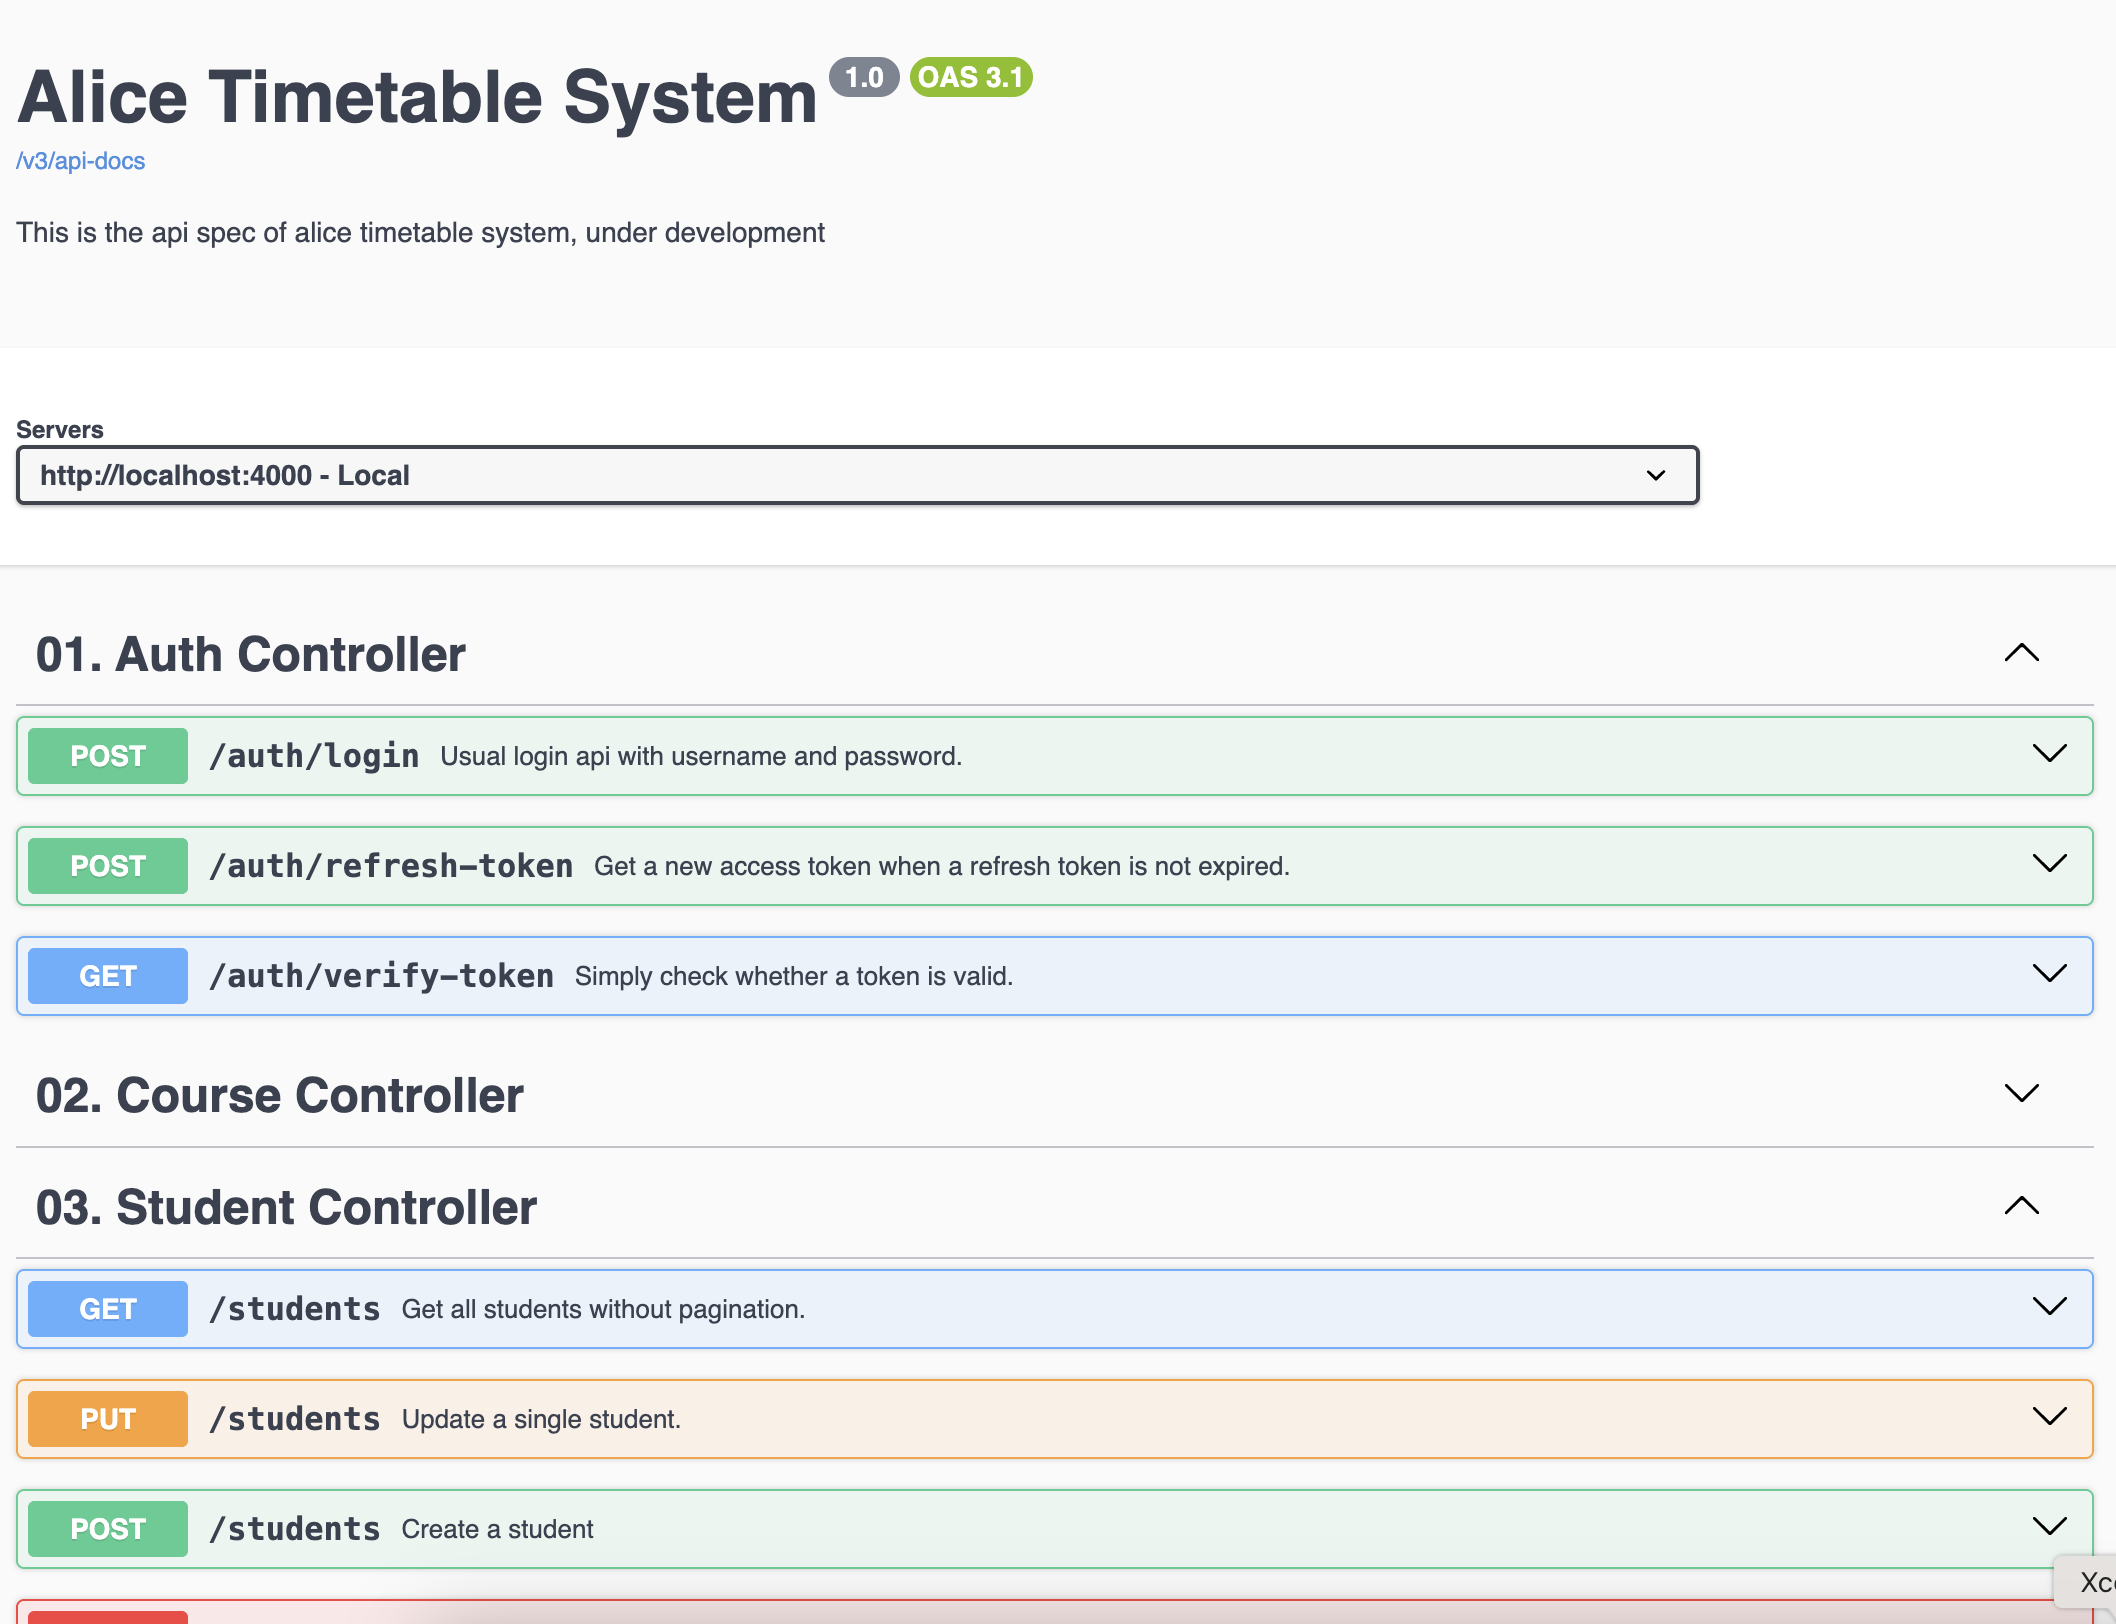 Alice Timetable System 1.0 OAS 3.1
/v3/api-docs
This is the api spec of alice timetable system, under development
Servers
http://localhost:4000 - Local
01. Auth Controller
POST /auth/login Usual login api with username and password.
POST /auth/refresh-token Get a new access token when a refresh token is not expired.
GET /auth/verify-token Simply check whether a token is valid.
02. Course Controller
03. Student Controller
GET /students Get all students without pagination.
PUT /students Update a single student.
POST /students Create a student